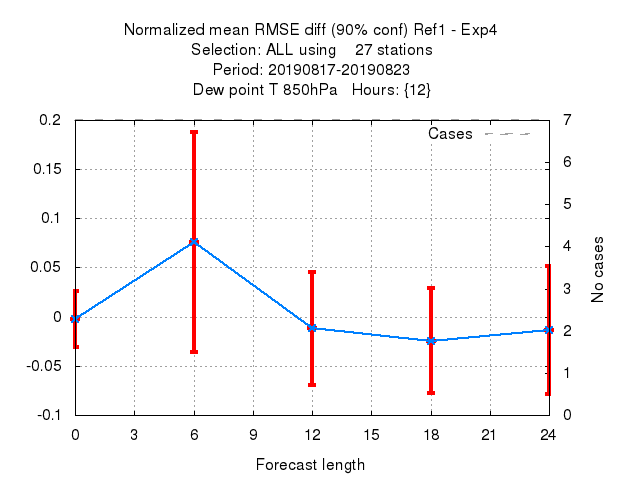 Normalized mean RMSE diff (90% conf) Ref1 - Exp4
Selection: ALL using    27 stations
Period: 20190817-20190823
Dew point T 850hPa   Hours: {12}
Cases
0.2
0.15
0.1
0.05
0
-0.05
-0.1
7
6
5
4
3
2
1
0
No cases
0 3 6 9 12 15 18 21 24
Forecast length